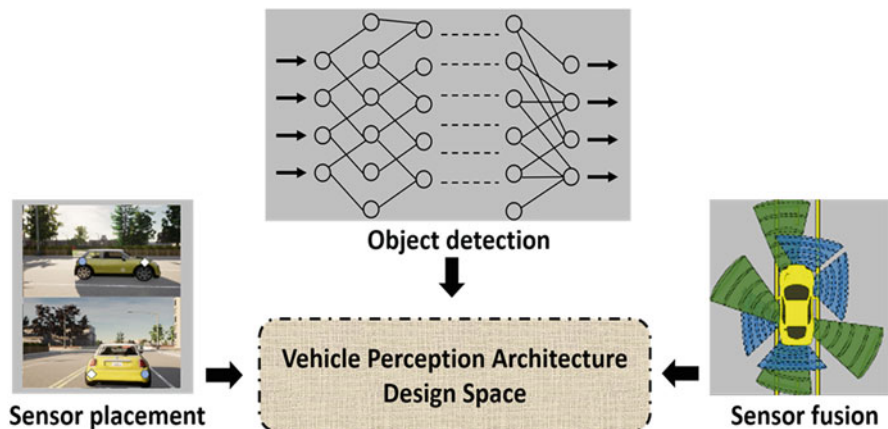 Object detection
Vehicle Perception Architecture
Design Space
Sensor placement
Sensor fusion